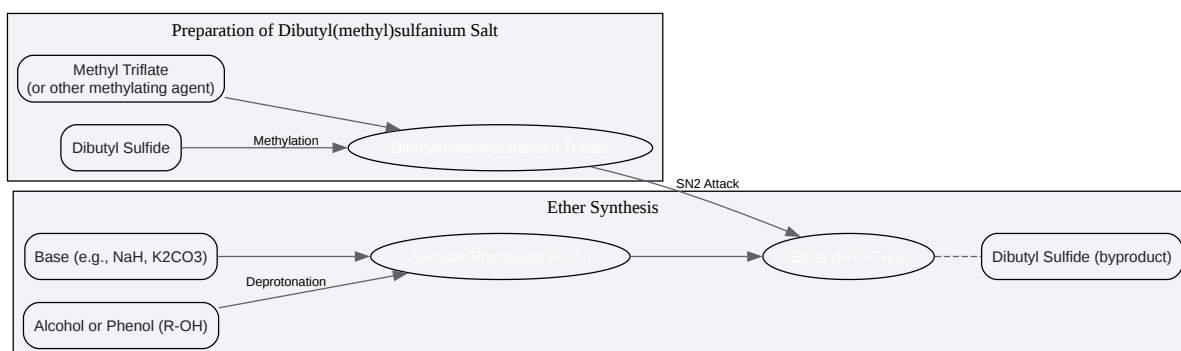 Preparation of Dibutyl(methyl)sulfanium Salt
Methyl Triflate
(or other methylating agent)
Dibutyl Sulfide
Methylation
Dibutyl(methyl)sulfanium Triflate
SN2 Attack
Ether Synthesis
Base (e.g., NaH, K2CO3)
Alkoxide/Phenoxide (R-O-)
Ether (R-O-CH3)
Dibutyl Sulfide (byproduct)
Deprotonation
Alcohol or Phenol (R-OH)